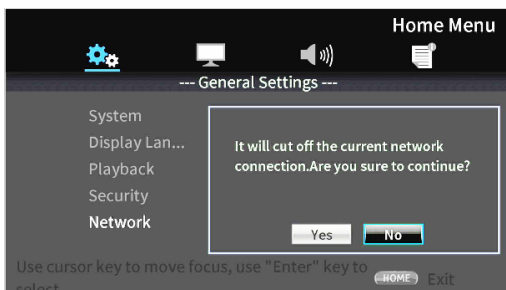 Home Menu
--- General Settings ---
System
Display Lan...
Playback
Security
Network
It will cut off the current network
connection.Are you sure to continue?
Yes No
Use cursor key to move focus, use "Enter" key to
select
HOME Exit